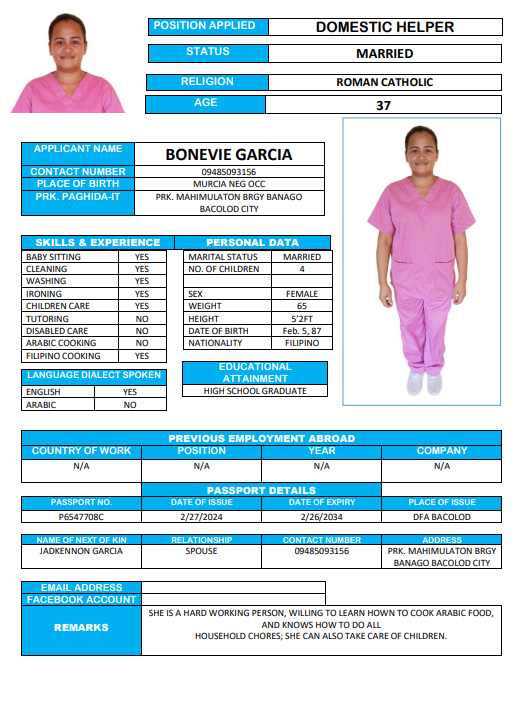 POSITION APPLIED DOMESTIC HELPER
STATUS MARRIED
RELIGION ROMAN CATHOLIC
AGE 37
APPLICANT NAME BONEVIE GARCIA
CONTACT NUMBER 09485093156
PLACE OF BIRTH MURCIA NEG OCC
PRK. PAGHIDA-IT PRK. MAHIMULATON BRGY BANAGO
BACOLOD CITY
SKILLS & EXPERIENCE PERSONAL DATA
BABY SITTING YES MARITAL STATUS MARRIED
CLEANING YES NO. OF CHILDREN 4
WASHING YES
IRONING YES SEX FEMALE
CHILDREN CARE YES WEIGHT 65
TUTORING NO HEIGHT 5'2FT
DISABLED CARE NO DATE OF BIRTH Feb. 5, 87
ARABIC COOKING NO NATIONALITY FILIPINO
FILIPINO COOKING YES
EDUCATIONAL
ATTAINMENT
HIGH SCHOOL GRADUATE
LANGUAGE DIALECT SPOKEN
ENGLISH YES
ARABIC NO
PREVIOUS EMPLOYMENT ABROAD
COUNTRY OF WORK POSITION YEAR COMPANY
N/A N/A N/A N/A
PASSPORT DETAILS
PASSPORT NO. DATE OF ISSUE DATE OF EXPIRY PLACE OF ISSUE
P6547708C 2/27/2024 2/26/2034 DFA BACOLOD
NAME OF NEXT OF KIN RELATIONSHIP CONTACT NUMBER ADDRESS
JADKENNON GARCIA SPOUSE 09485093156 PRK. MAHIMULATON BRGY
BANAGO BACOLOD CITY
EMAIL ADDRESS
FACEBOOK ACCOUNT
REMARKS
SHE IS A HARD WORKING PERSON, WILLING TO LEARN HOWN TO COOK ARABIC FOOD,
AND KNOWS HOW TO DO ALL
HOUSEHOLD CHORES; SHE CAN ALSO TAKE CARE OF CHILDREN.